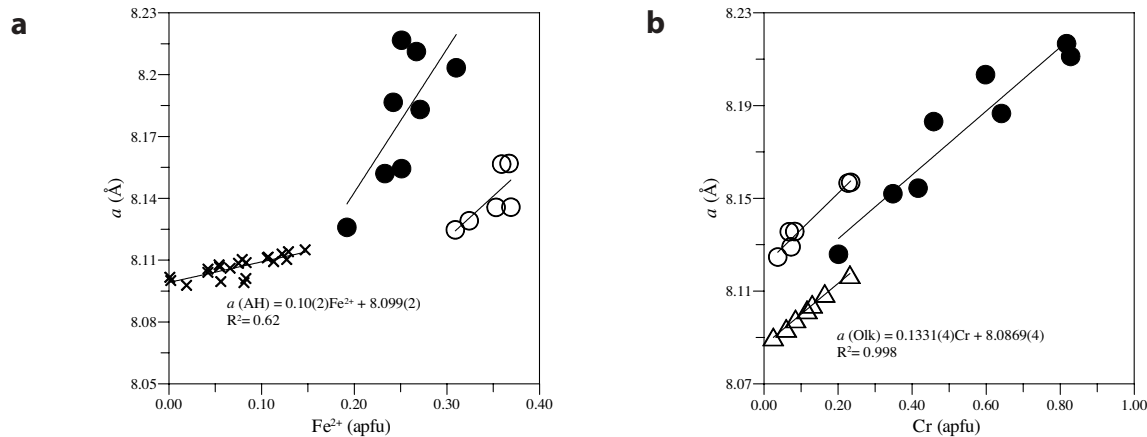 a
8.23
8.2
8.17
8.14
8.11
8.08
8.05
a (Å)
a (AH) = 0.10(2)Fe²⁺ + 8.099(2)
R²= 0.62
0.00 0.10 0.20 0.30 0.40
Fe²⁺ (apfu)
b
8.23
8.19
8.15
8.11
8.07
a (Å)
a (Olk) = 0.1331(4)Cr + 8.0869(4)
R²= 0.998
0.00 0.20 0.40 0.60 0.80 1.00
Cr (apfu)